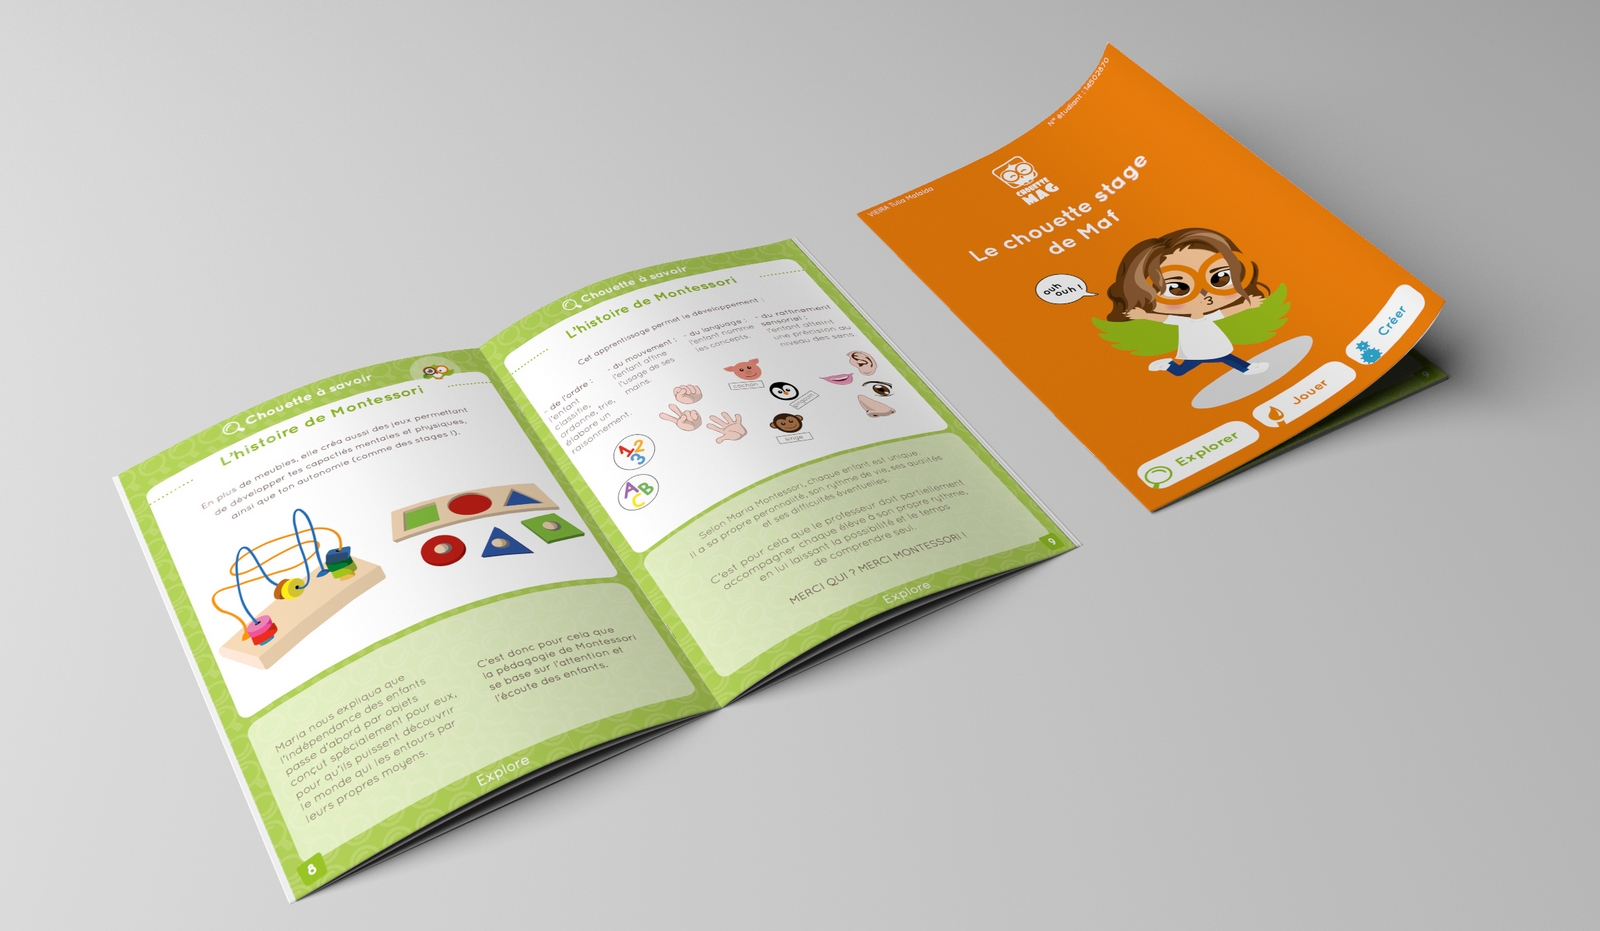 Chouette à savoir
L'histoire de Montessori
En plus de meubles, elle créa aussi des jeux permettant
de développer tes capactiés mentales et physiques,
ainsi que ton autonomie (comme des stages !).
Maria nous expliqua que
l'indépendance des enfants
passe d'abord par objets
conçut spécialement pour eux,
pour qu'ils puissent découvrir
le monde qui les entours par
leurs propres moyens.
C'est donc pour cela que
la pédagogie de Montessori
se base sur l'attention et
l'écoute des enfants.
Explore
8
Chouette à savoir
L'histoire de Montessori
Cet apprentissage permet le développement :
- de l'ordre :
l'enfant
classifie,
ordonne, trie,
élabore un
raisonnement.
- du mouvement :
l'enfant affine
l'usage de ses
mains.
- du language :
l'enfant nomme
les concepts.
- du raffinement
sensoriel :
l'enfant atteint
une précision au
niveau des sens.
1 2
3
A B
C
cochon
pingouin
singe
Selon Maria Montessori, chaque enfant est unique.
Il a sa propre peronnalité, son rythme de vie, ses qualités
et ses difficultés éventuelles.
C'est pour cela que le professeur doit partiellement
accompagner chaque élève à son propre rythme,
en lui laissant la possibilité et le temps
de comprendre seul.
MERCI QUI ? MERCI MONTESSORI !
Explore
9
VIEIRA Tulia Mafalda
N° étudiant : 14502870
CHOUETTE
MAG
Le chouette stage
de Maf
ouh
ouh !
Explorer
Jouer
Créer